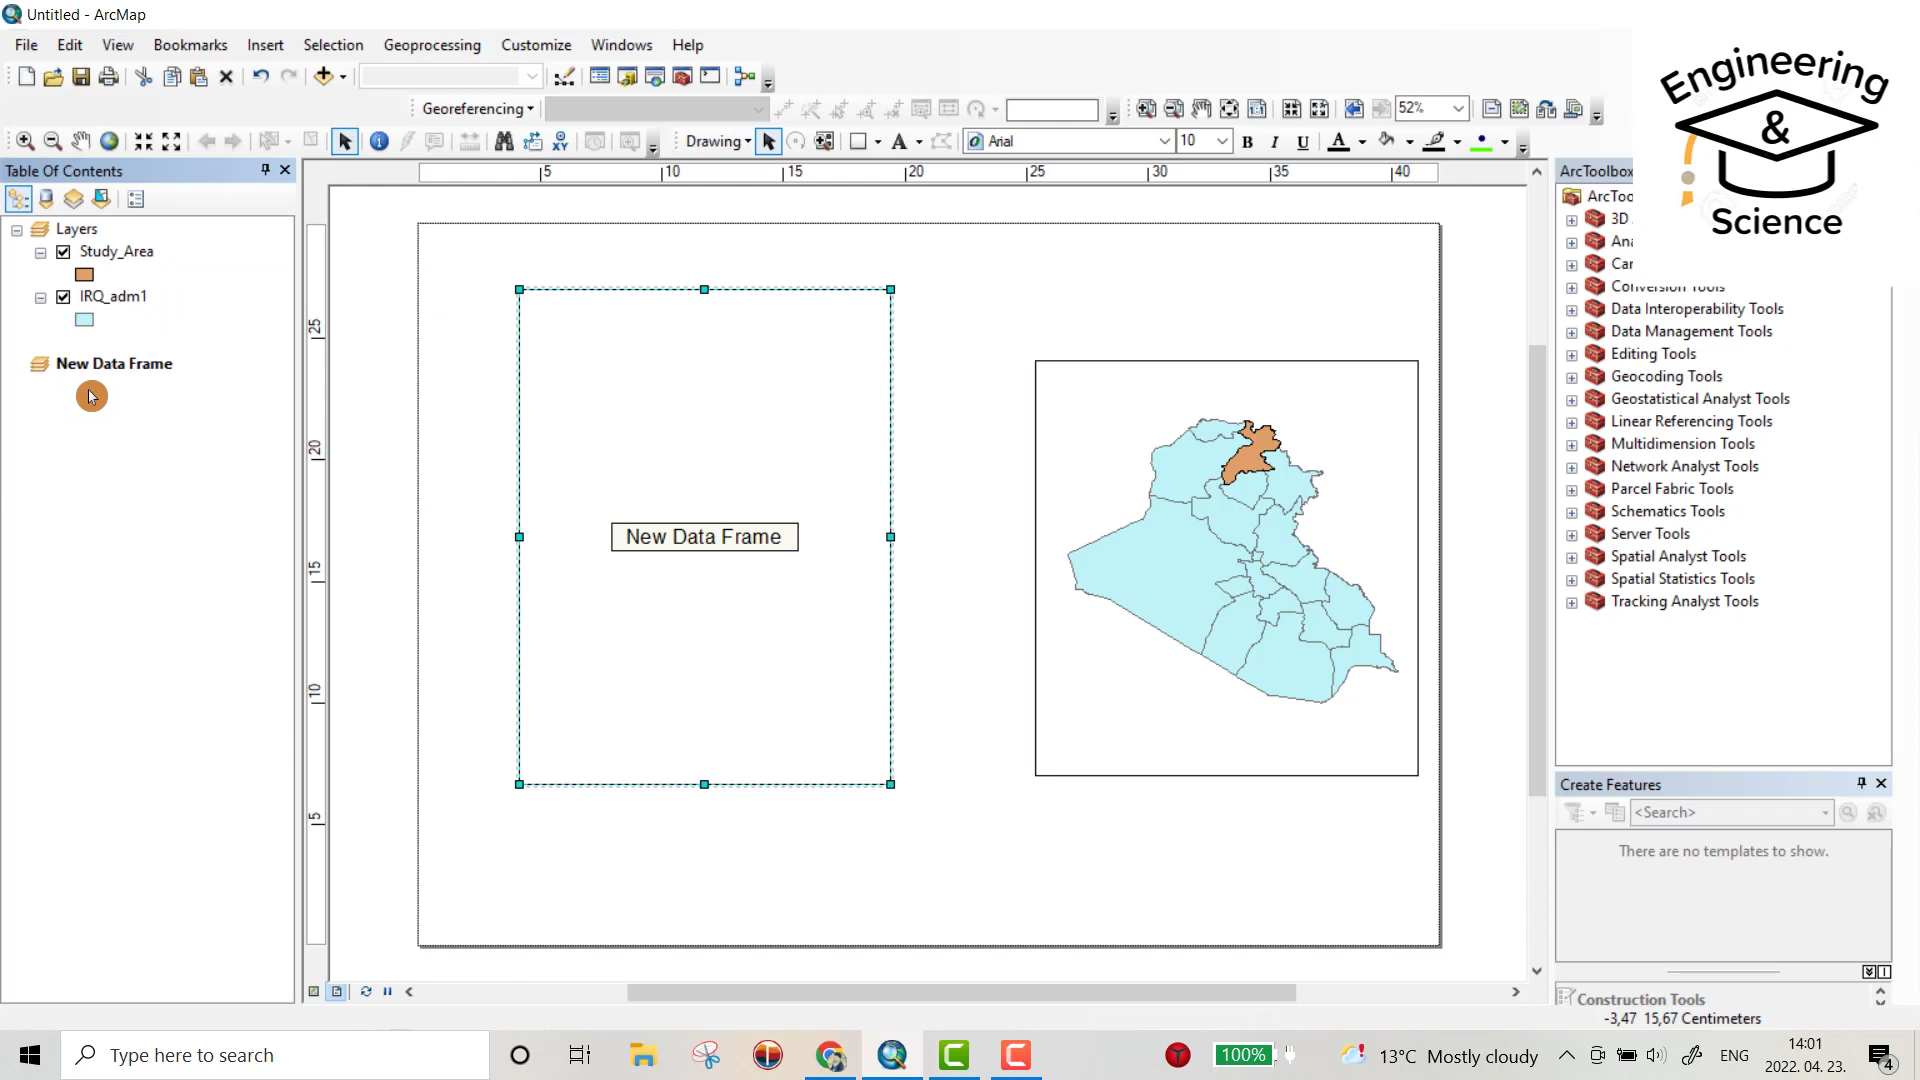 Untitled - ArcMap
File Edit View Bookmarks Insert Selection Geoprocessing Customize Windows Help
Georeferencing
52%
Drawing
Arial
10
B I U A
Table Of Contents
Layers
Study_Area
IRQ_adm1
New Data Frame
5 10 15 20 25 30 35 40
25
20
15
10
5
New Data Frame
Engineering
&
Science
ArcToolbox
ArcToo
3D
Ana
Car
Conversion Tools
Data Interoperability Tools
Data Management Tools
Editing Tools
Geocoding Tools
Geostatistical Analyst Tools
Linear Referencing Tools
Multidimension Tools
Network Analyst Tools
Parcel Fabric Tools
Schematics Tools
Server Tools
Spatial Analyst Tools
Spatial Statistics Tools
Tracking Analyst Tools
Create Features
<Search>
There are no templates to show.
Construction Tools
-3,47 15,67 Centimeters
Type here to search
100%
13°C Mostly cloudy
ENG
14:01
2022. 04. 23.
4